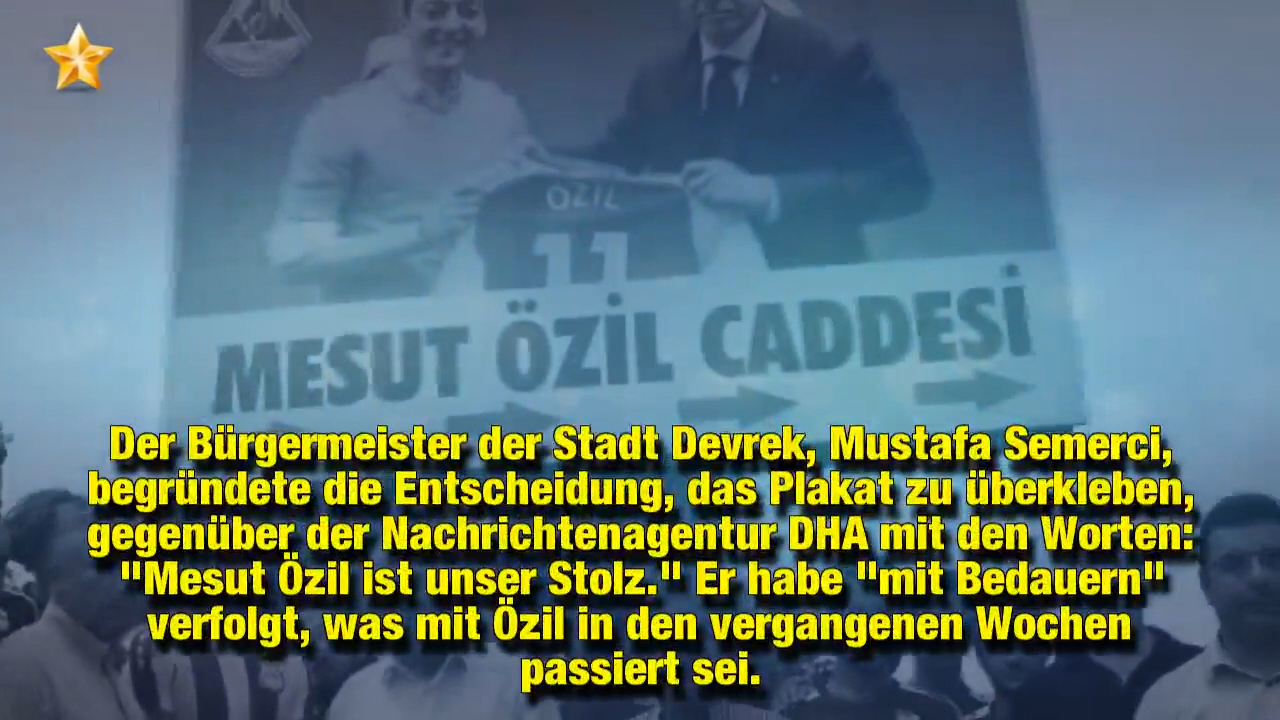 ÖZIL
11
MESUT ÖZİL CADDESİ
Der Bürgermeister der Stadt Devrek, Mustafa Semerci,
begründete die Entscheidung, das Plakat zu überkleben,
gegenüber der Nachrichtenagentur DHA mit den Worten:
"Mesut Özil ist unser Stolz." Er habe "mit Bedauern"
verfolgt, was mit Özil in den vergangenen Wochen
passiert sei.